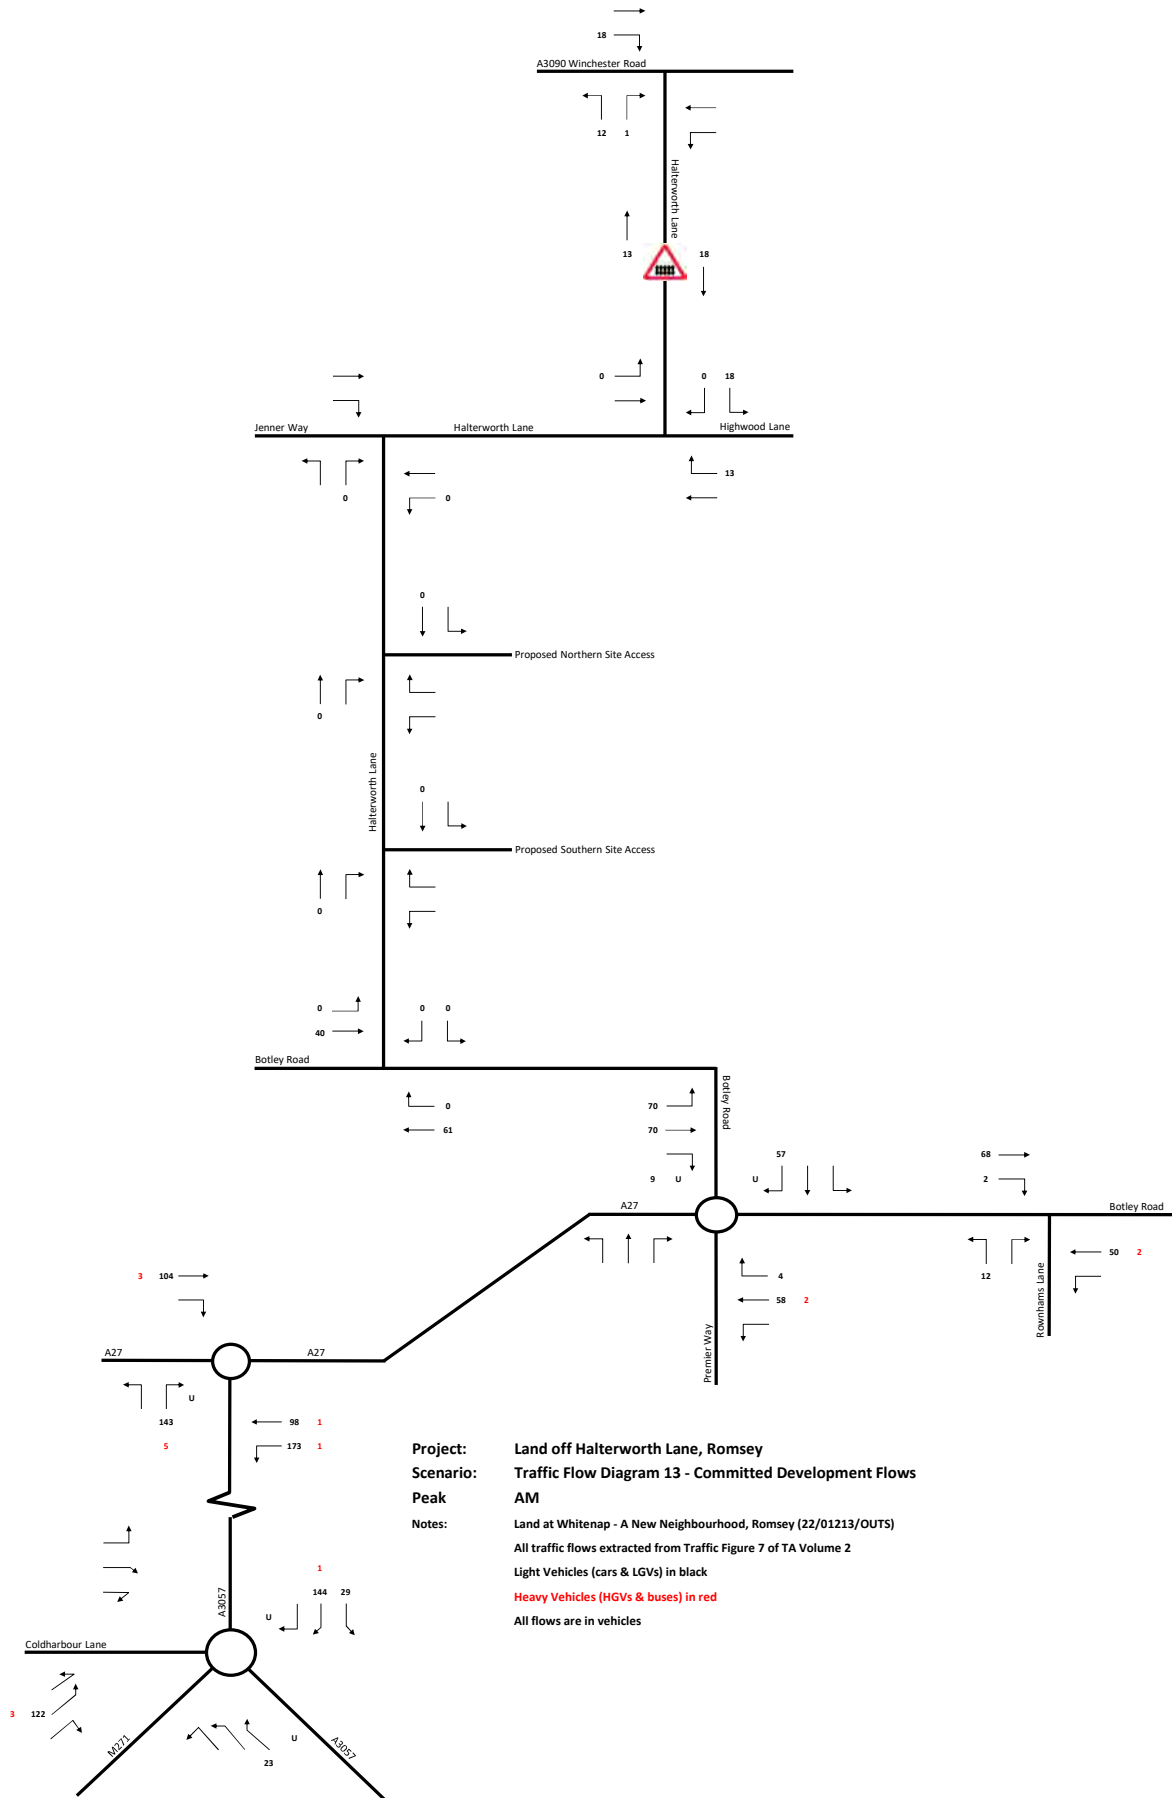 18
A3090 Winchester Road
12 1
Halterworth Lane
13 18
0 0 18
Jenner Way Halterworth Lane Highwood Lane
13
0 0
0
Proposed Northern Site Access
0
Halterworth Lane
0
Proposed Southern Site Access
0
0 0 0
40
Botley Road
Botley Road
0 70
61 70
57 68
9 U U 2
A27 Botley Road
50 2
3 104 4 12
58 2
Rownhams Lane
Premier Way
A27 A27
U
143 98 1
5 173 1
Project: Land off Halterworth Lane, Romsey
Scenario: Traffic Flow Diagram 13 - Committed Development Flows
Peak AM
Notes: Land at Whitenap - A New Neighbourhood, Romsey (22/01213/OUTS)
All traffic flows extracted from Traffic Figure 7 of TA Volume 2
Light Vehicles (cars & LGVs) in black
Heavy Vehicles (HGVs & buses) in red
All flows are in vehicles
A3057
1
144 29
U
Coldharbour Lane
3 122
M271
U
23
A3057